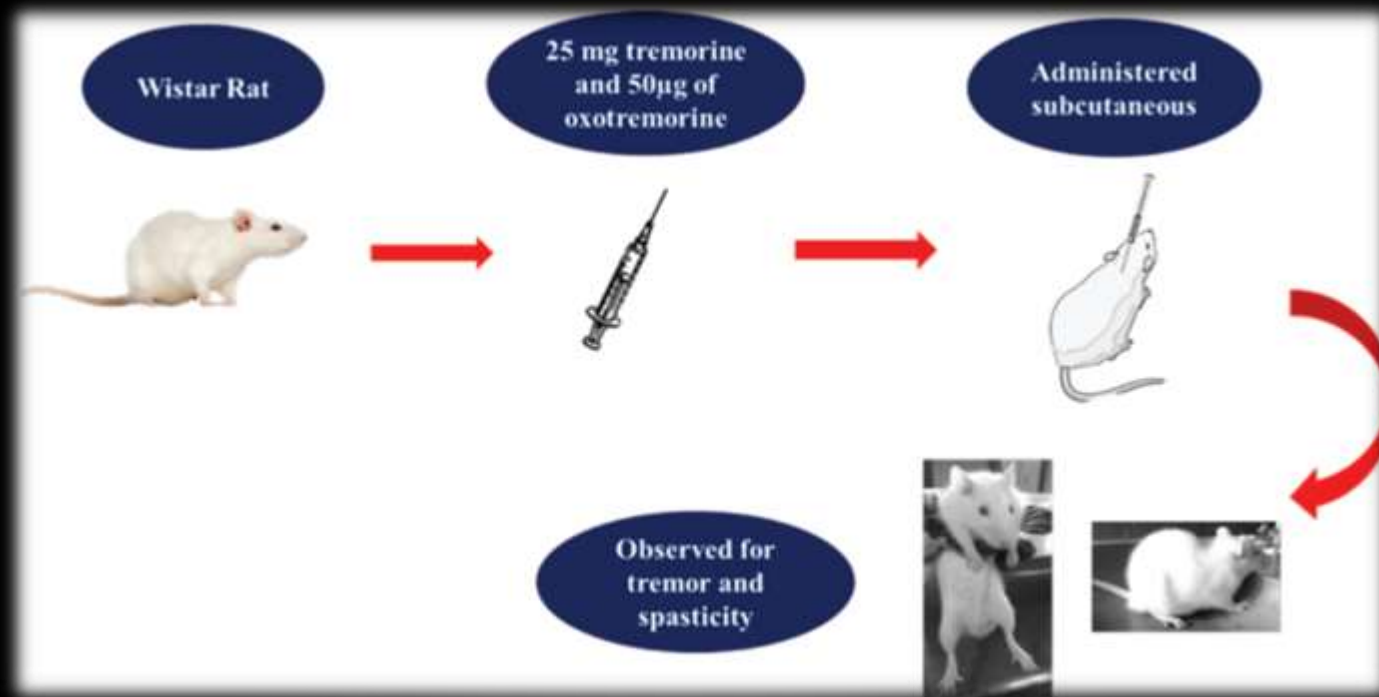 Wistar Rat
25 mg tremorine
and 50µg of
oxotremorine
Administered
subcutaneous
Observed for
tremor and
spasticity